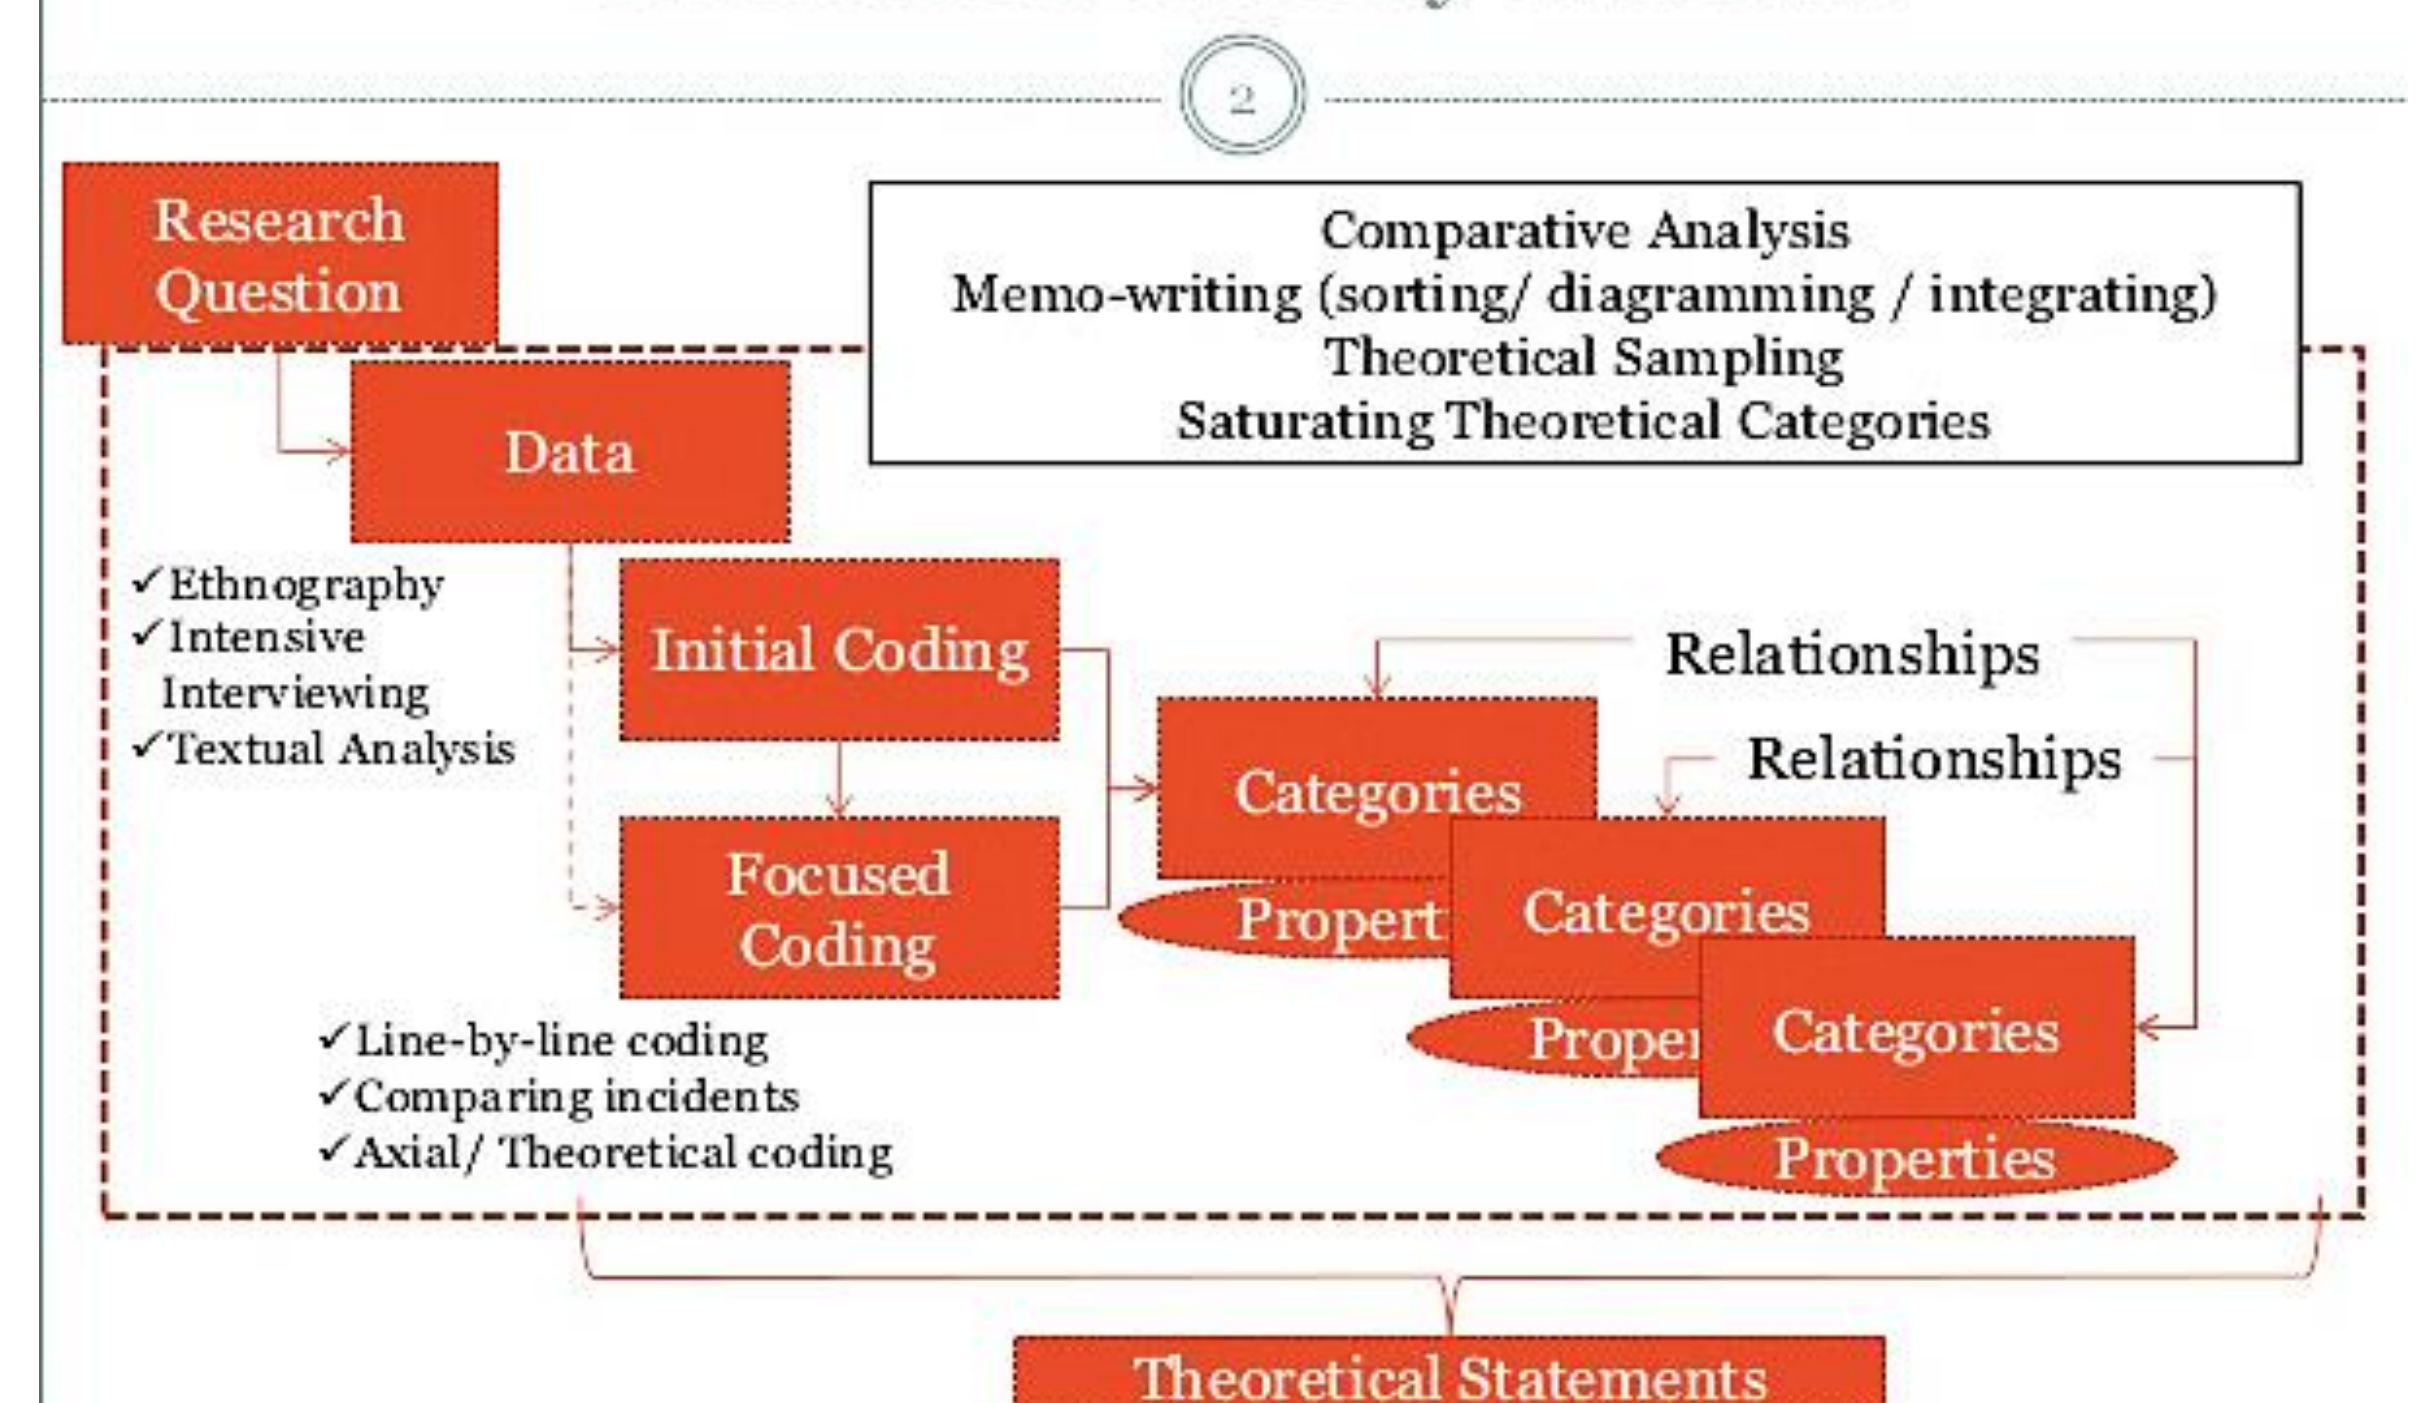 2
Research
Question
Comparative Analysis
Memo-writing (sorting/ diagramming / integrating)
Theoretical Sampling
Saturating Theoretical Categories
Data
✓Ethnography
✓Intensive
Interviewing
✓Textual Analysis
Initial Coding
Relationships
Relationships
Categories
Focused
Coding
Propert
Categories
Proper
Categories
Properties
✓Line-by-line coding
✓Comparing incidents
✓Axial/ Theoretical coding
Theoretical Statements